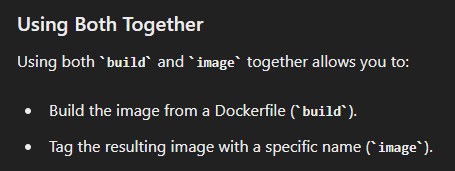 Using Both Together
Using both `build` and `image` together allows you to:
• Build the image from a Dockerfile (`build`).
• Tag the resulting image with a specific name (`image`).